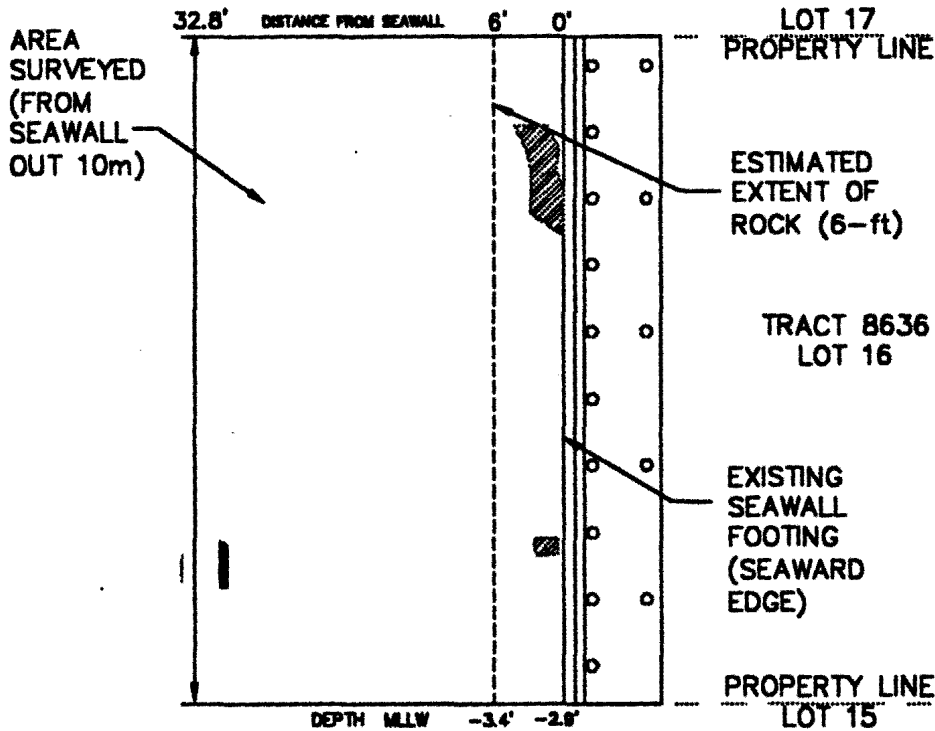 32.8' DISTANCE FROM SEAWALL 6' 0'
LOT 17
PROPERTY LINE
AREA
SURVEYED
(FROM
SEAWALL
OUT 10m)
ESTIMATED
EXTENT OF
ROCK (6-ft)
TRACT 8636
LOT 16
EXISTING
SEAWALL
FOOTING
(SEAWARD
EDGE)
PROPERTY LINE
LOT 15
DEPTH MLLW -3.4' -2.9'